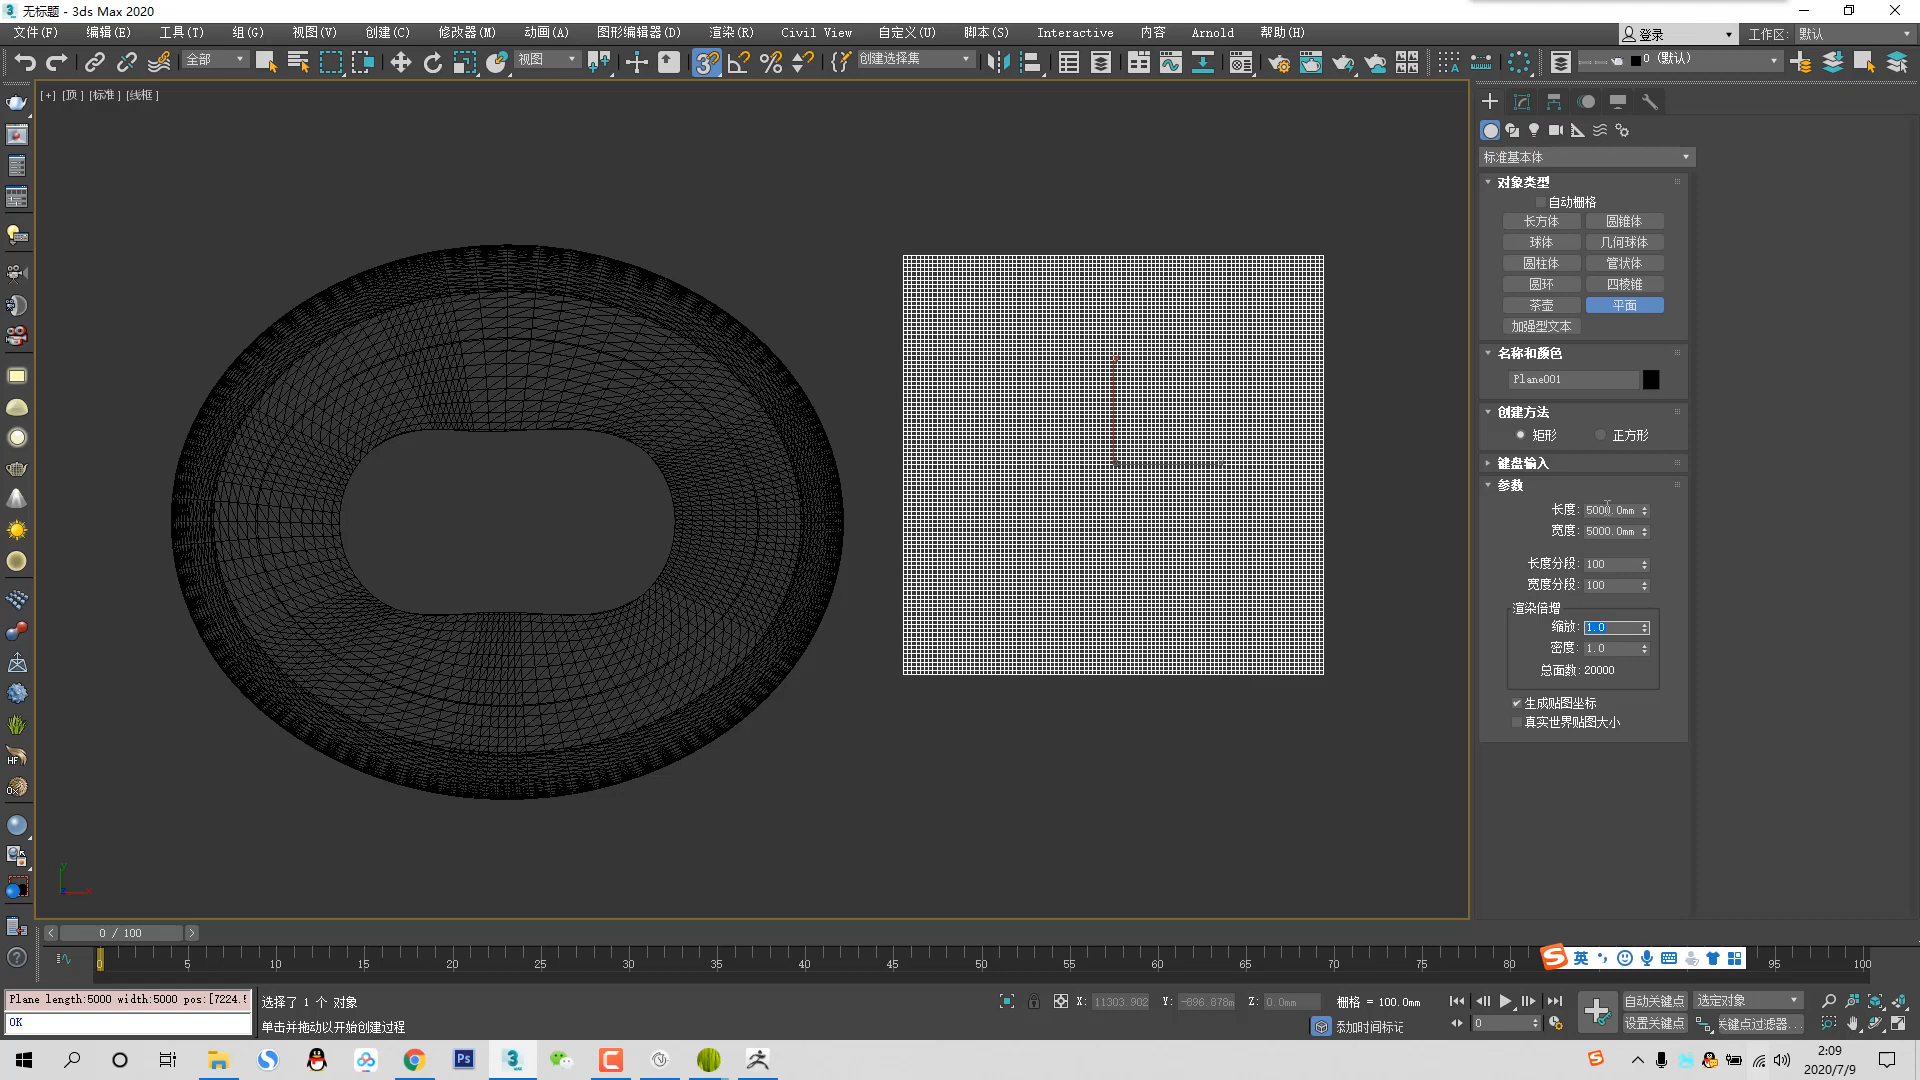 无标题 - 3ds Max 2020
文件(F) 编辑(E) 工具(T) 组(G) 视图(V) 创建(C) 修改器(M) 动画(A) 图形编辑器(D) 渲染(R) Civil View 自定义(U) 脚本(S) Interactive 内容 Arnold 帮助(H) 登录 工作区: 默认
全部 视图 创建选择集 0 (默认)
[+] [顶] [标准] [线框]
标准基本体
对象类型
自动栅格
长方体 圆锥体
球体 几何球体
圆柱体 管状体
圆环 四棱锥
茶壶 平面
加强型文本
名称和颜色
Plane001
创建方法
矩形 正方形
键盘输入
参数
长度: 5000.0mm
宽度: 5000.0mm
长度分段: 100
宽度分段: 100
渲染倍增
缩放: 1.0
密度: 1.0
总面数: 20000
生成贴图坐标
真实世界贴图大小
HF
0 / 100
0 5 10 15 20 25 30 35 40 45 50 55 60 65 70 75 80 95 100
英
Plane length:5000 width:5000 pos:[7224.5
OK
选择了 1 个 对象
单击并拖动以开始创建过程
X: 11303.902 Y: -896.878m Z: 0.0mm 栅格 = 100.0mm
添加时间标记
0
自动关键点 选定对象
设置关键点 关键点过滤器...
2:09
2020/7/9